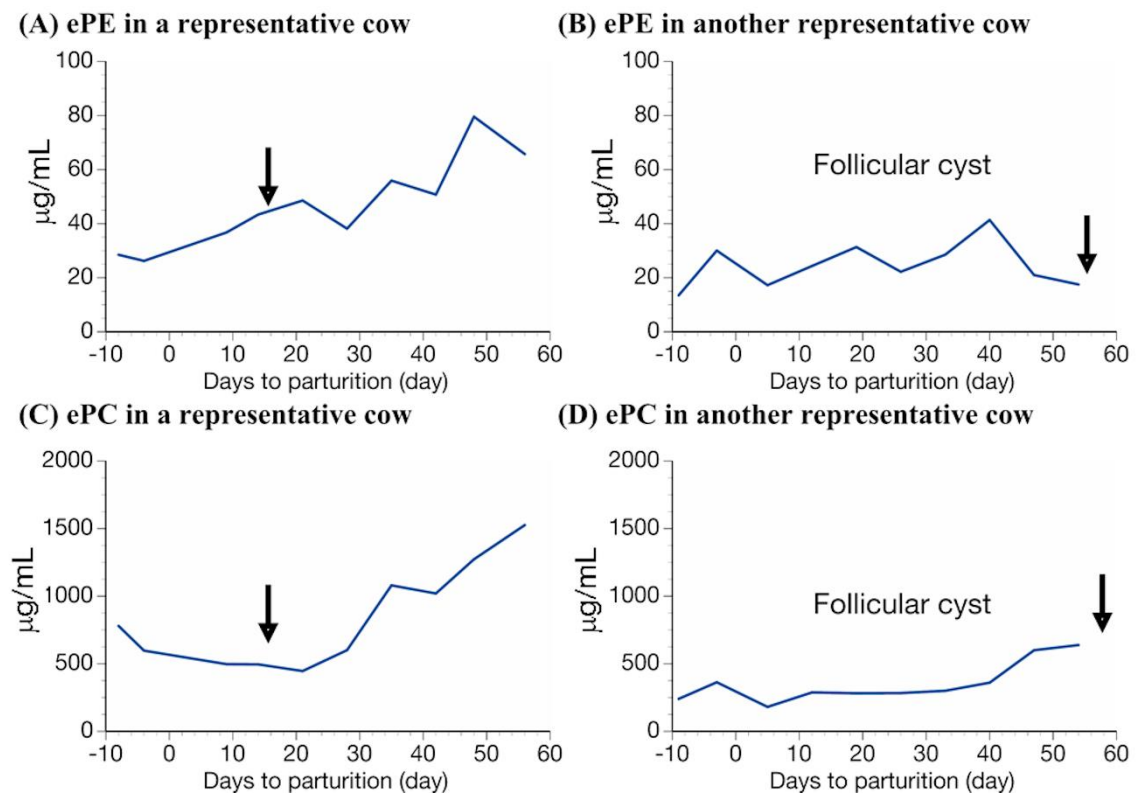 (A) ePE in a representative cow
(B) ePE in another representative cow
100
80
60
40
20
0
µg/mL
-10 0 10 20 30 40 50 60
Days to parturition (day)
100
80
60
40
20
0
µg/mL
Follicular cyst
-10 0 10 20 30 40 50 60
Days to parturition (day)
(C) ePC in a representative cow
(D) ePC in another representative cow
2000
1500
1000
500
0
µg/mL
-10 0 10 20 30 40 50 60
Days to parturition (day)
2000
1500
1000
500
0
µg/mL
Follicular cyst
-10 0 10 20 30 40 50 60
Days to parturition (day)